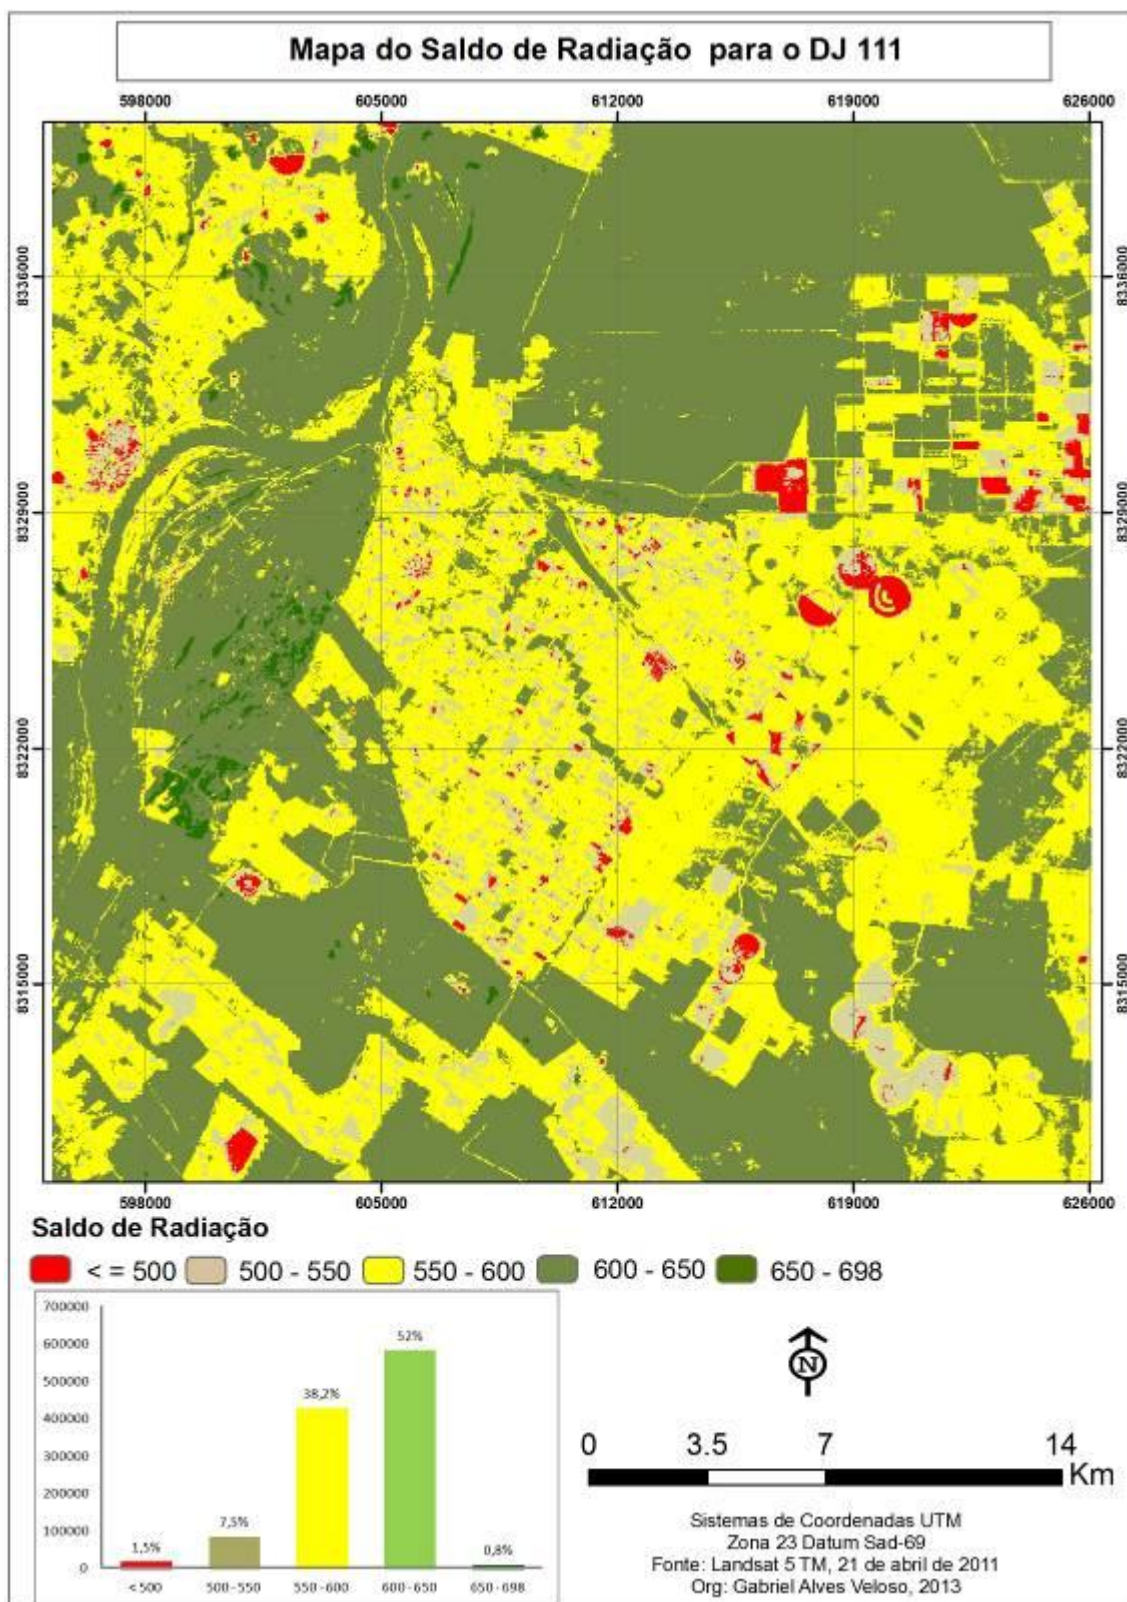 Mapa do Saldo de Radiação para o DJ 111
598000 605000 612000 619000 626000
8336000 8336000
8329000 8329000
8322000 8322000
8315000 8315000
598000 605000 612000 619000 626000
Saldo de Radiação
< = 500 500 - 550 550 - 600 600 - 650 650 - 698
700000
600000
500000
400000
300000
200000
100000
0
1,5% 7,5% 38,2% 52% 0,8%
< 500 500-550 550-600 600-650 650-698
N
0 3.5 7 14
Km
Sistemas de Coordenadas UTM
Zona 23 Datum Sad-69
Fonte: Landsat 5 TM, 21 de abril de 2011
Org: Gabriel Alves Veloso, 2013